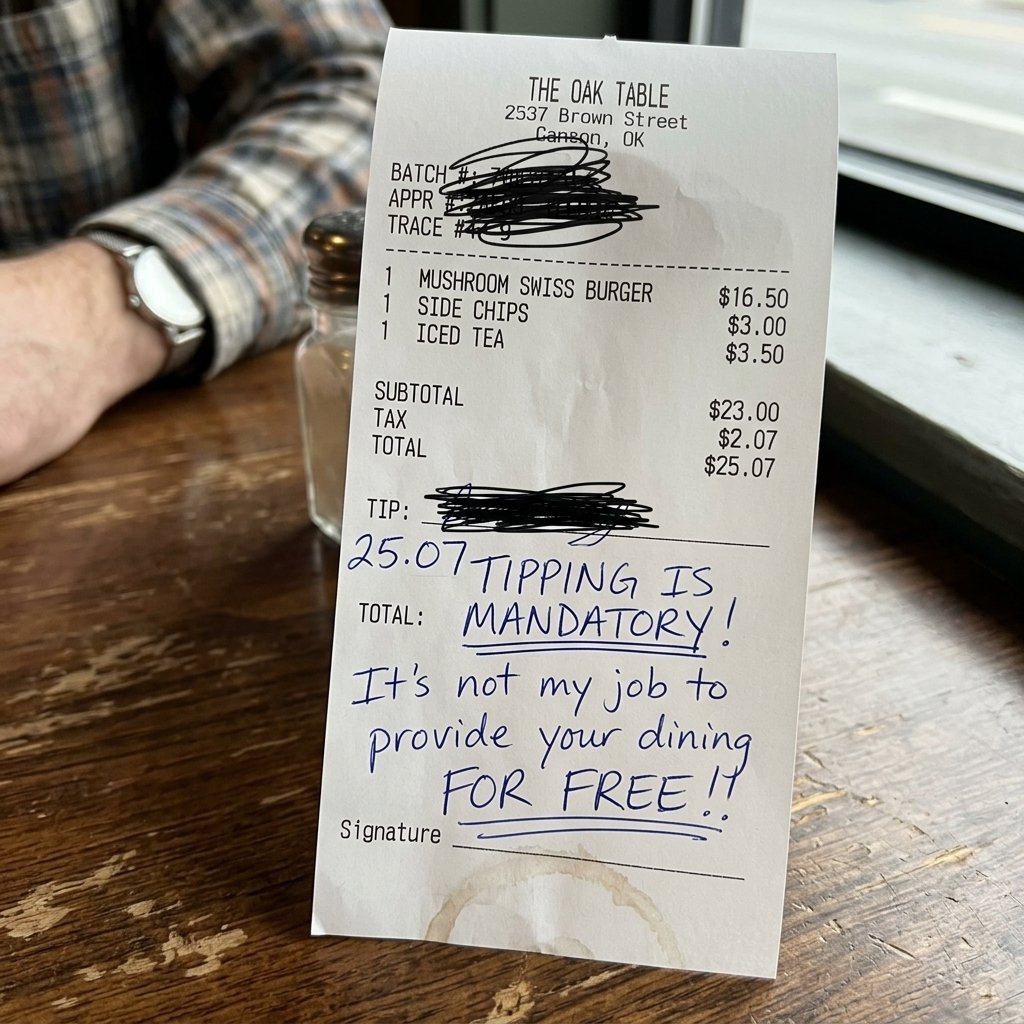 THE OAK TABLE
2537 Brown Street
Canson, OK
BATCH #:
APPR #:
TRACE #: 9
1 MUSHROOM SWISS BURGER $16.50
1 SIDE CHIPS $3.00
1 ICED TEA $3.50
SUBTOTAL $23.00
TAX $2.07
TOTAL $25.07
TIP:
25.07 TIPPING IS
TOTAL: MANDATORY!
It's not my job to
provide your dining
FOR FREE!!
Signature